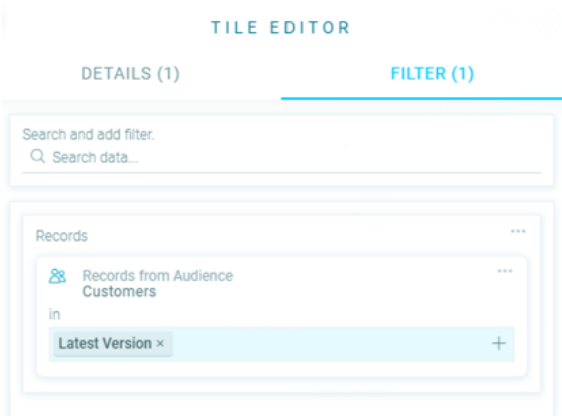 TILE EDITOR
DETAILS (1)
FILTER (1)
Search and add filter.
Search data...
Records
Records from Audience
Customers
in
Latest Version ×